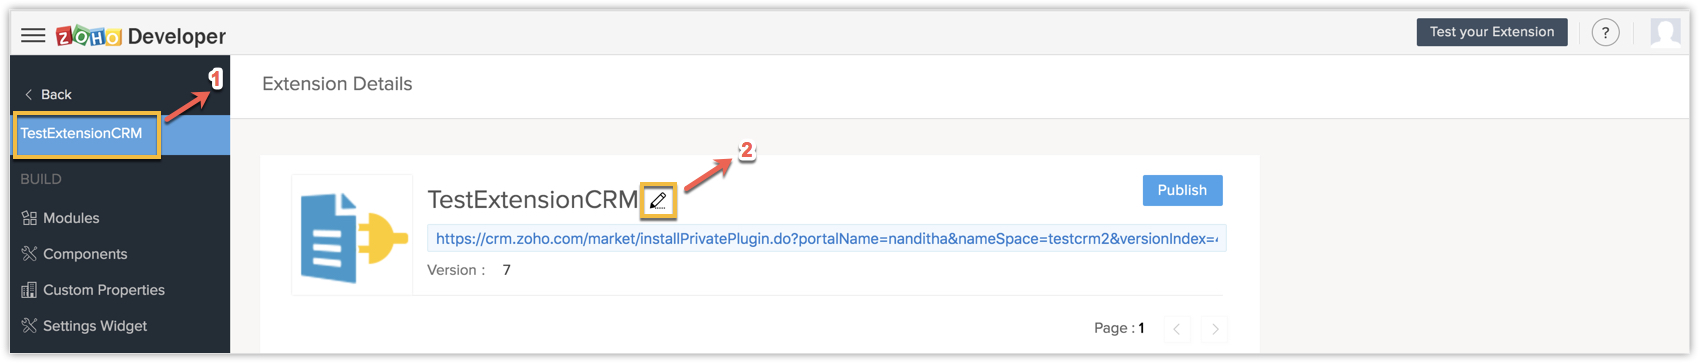 ZOHO Developer
Test your Extension
?
1
Back
Extension Details
TestExtensionCRM
2
BUILD
TestExtensionCRM
Publish
Modules
https://crm.zoho.com/market/installPrivatePlugin.do?portalName=nanditha&nameSpace=testcrm2&versionIndex=
Components
Version : 7
Custom Properties
Settings Widget
Page : 1